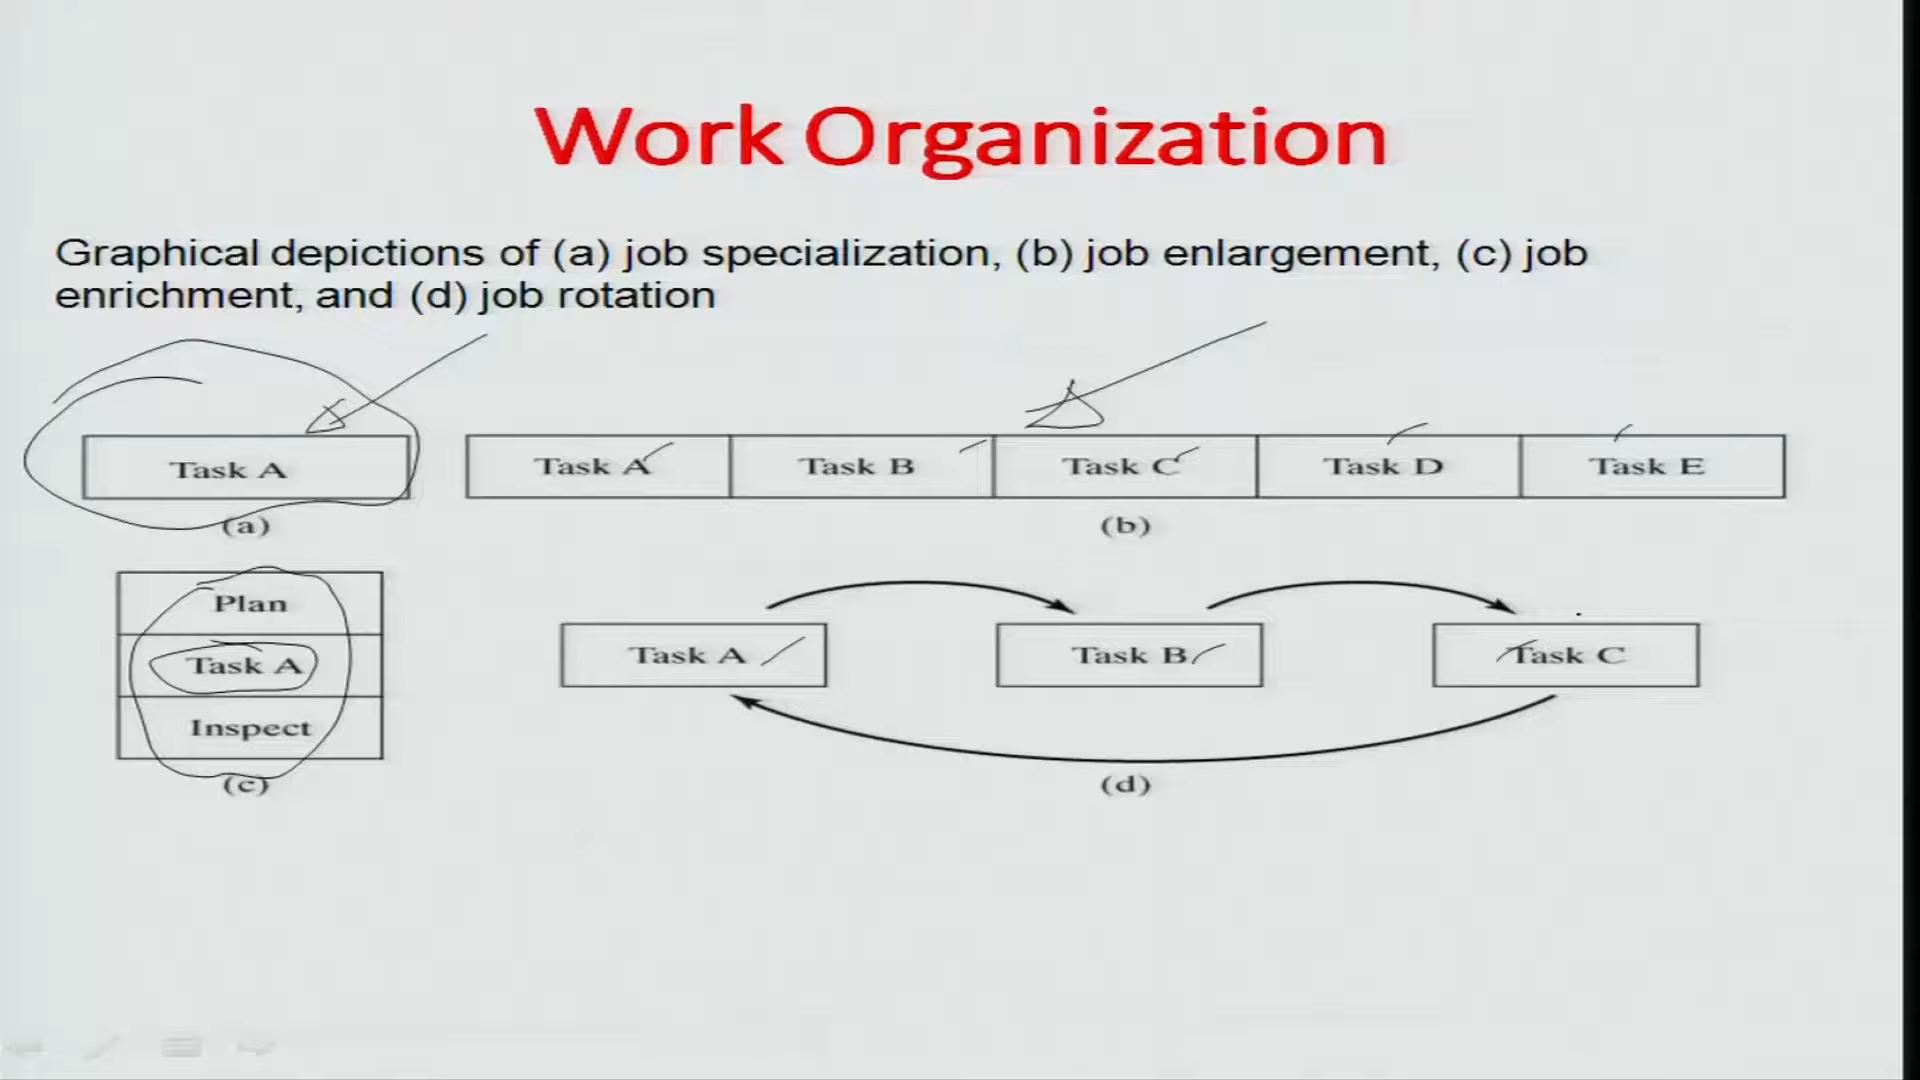 Work Organization
Graphical depictions of (a) job specialization, (b) job enlargement, (c) job
enrichment, and (d) job rotation
Task A
Task A Task B Task C Task D Task E
(a) (b)
Plan
Task A
Inspect
(c)
Task A Task B Task C
(d)